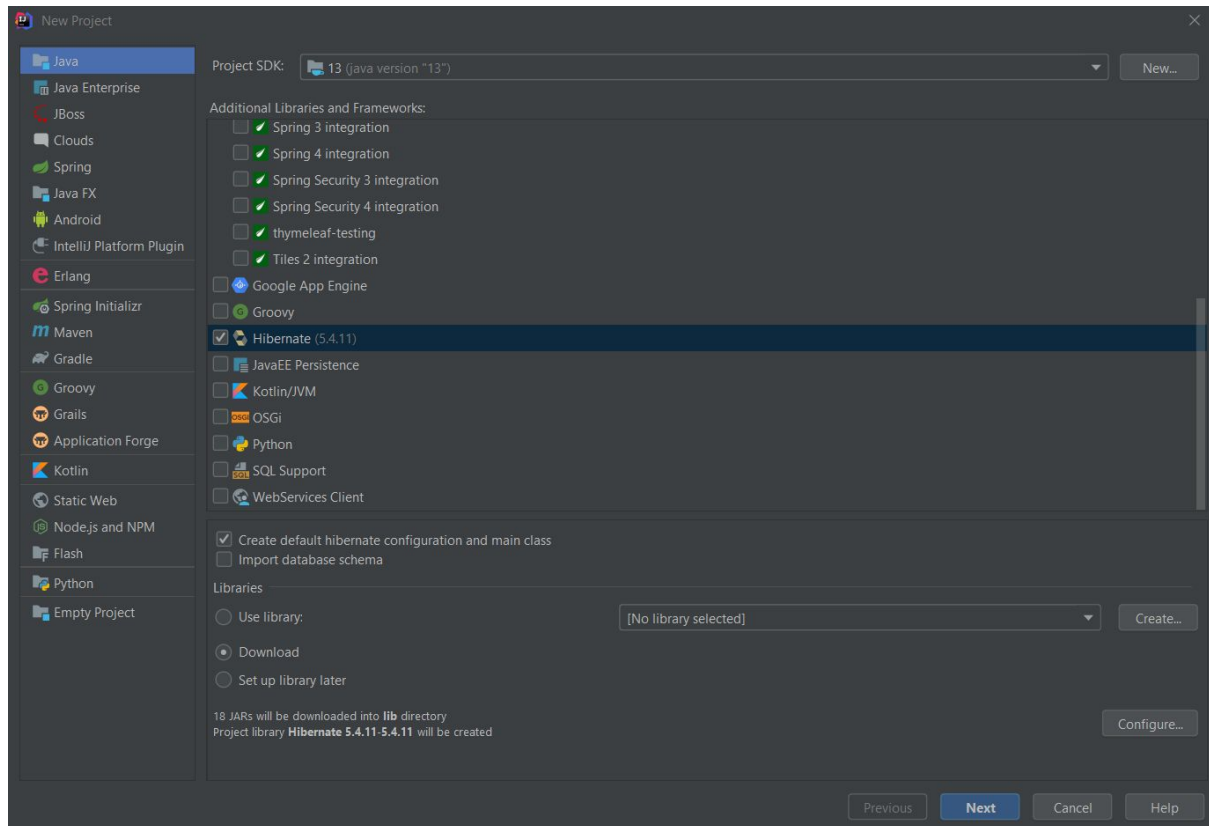 New Project
Java
Java Enterprise
JBoss
Clouds
Spring
Java FX
Android
IntelliJ Platform Plugin
Erlang
Spring Initializr
Maven
Gradle
Groovy
Grails
Application Forge
Kotlin
Static Web
Node.js and NPM
Flash
Python
Empty Project
Project SDK: 13 (java version "13") New...
Additional Libraries and Frameworks:
Spring 3 integration
Spring 4 integration
Spring Security 3 integration
Spring Security 4 integration
thymeleaf-testing
Tiles 2 integration
Google App Engine
Groovy
Hibernate (5.4.11)
JavaEE Persistence
Kotlin/JVM
OSGi OSGi
Python
SQL SQL Support
WebServices Client
Create default hibernate configuration and main class
Import database schema
Libraries
Use library: [No library selected] Create...
Download
Set up library later
18 JARs will be downloaded into lib directory
Project library Hibernate 5.4.11-5.4.11 will be created
Configure...
Previous Next Cancel Help